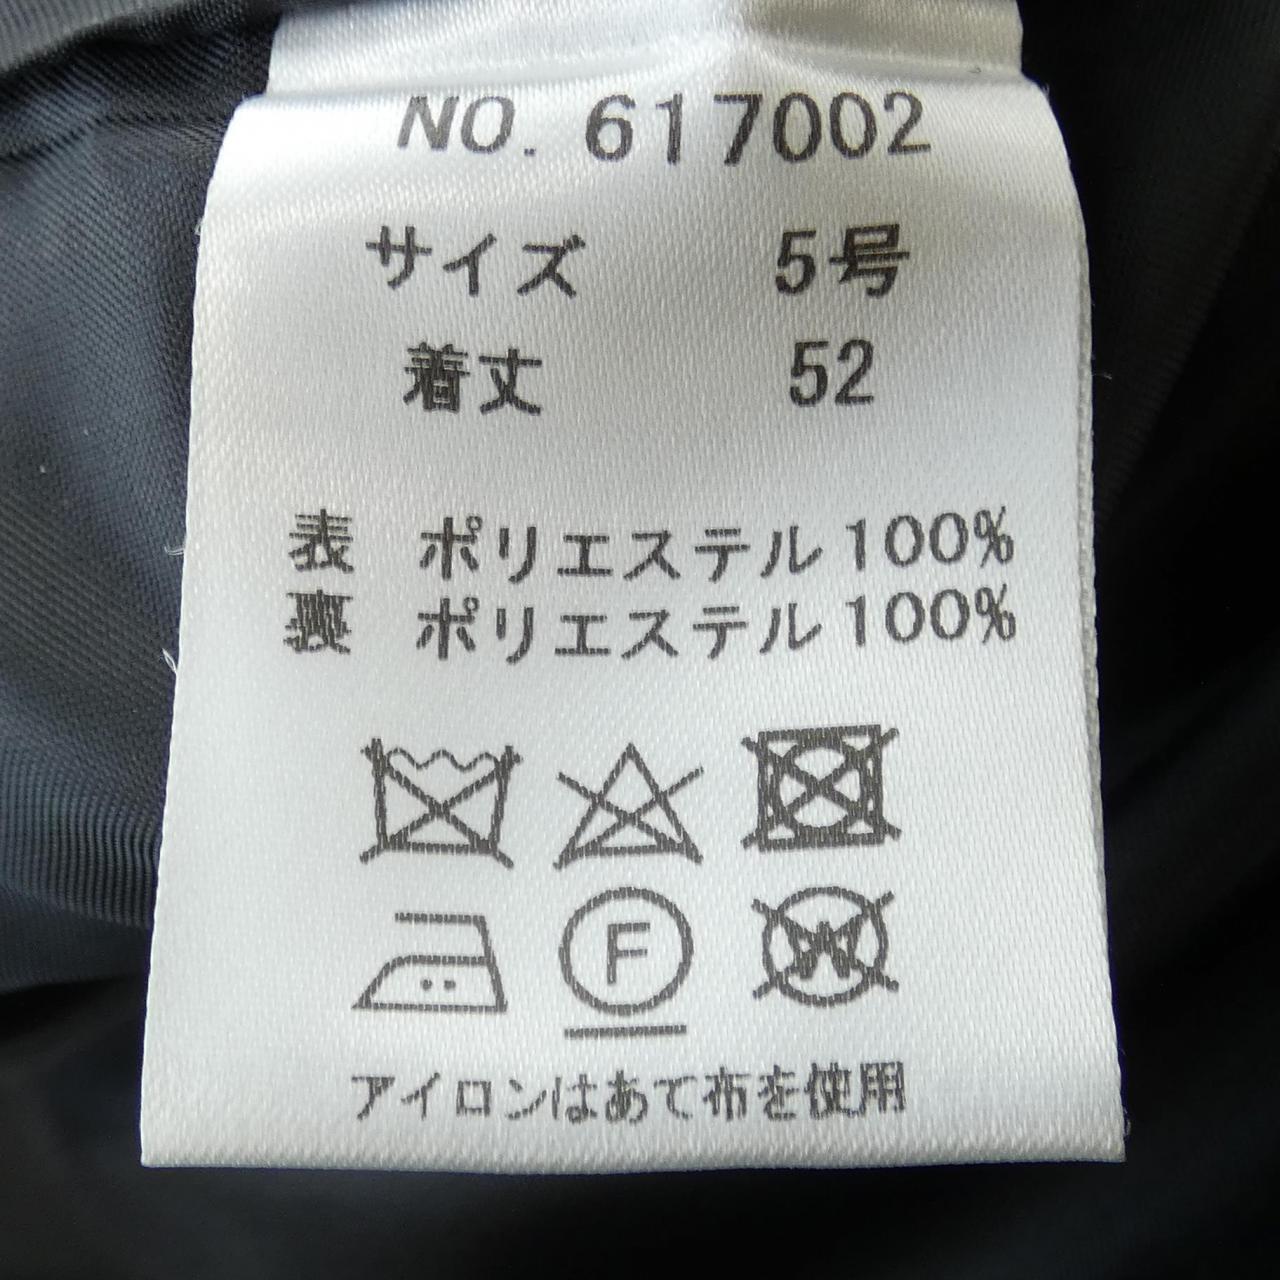 NO. 617002
サイズ 5号
着丈 52
表 ポリエステル100%
裏 ポリエステル100%
F W
アイロンはあて布を使用